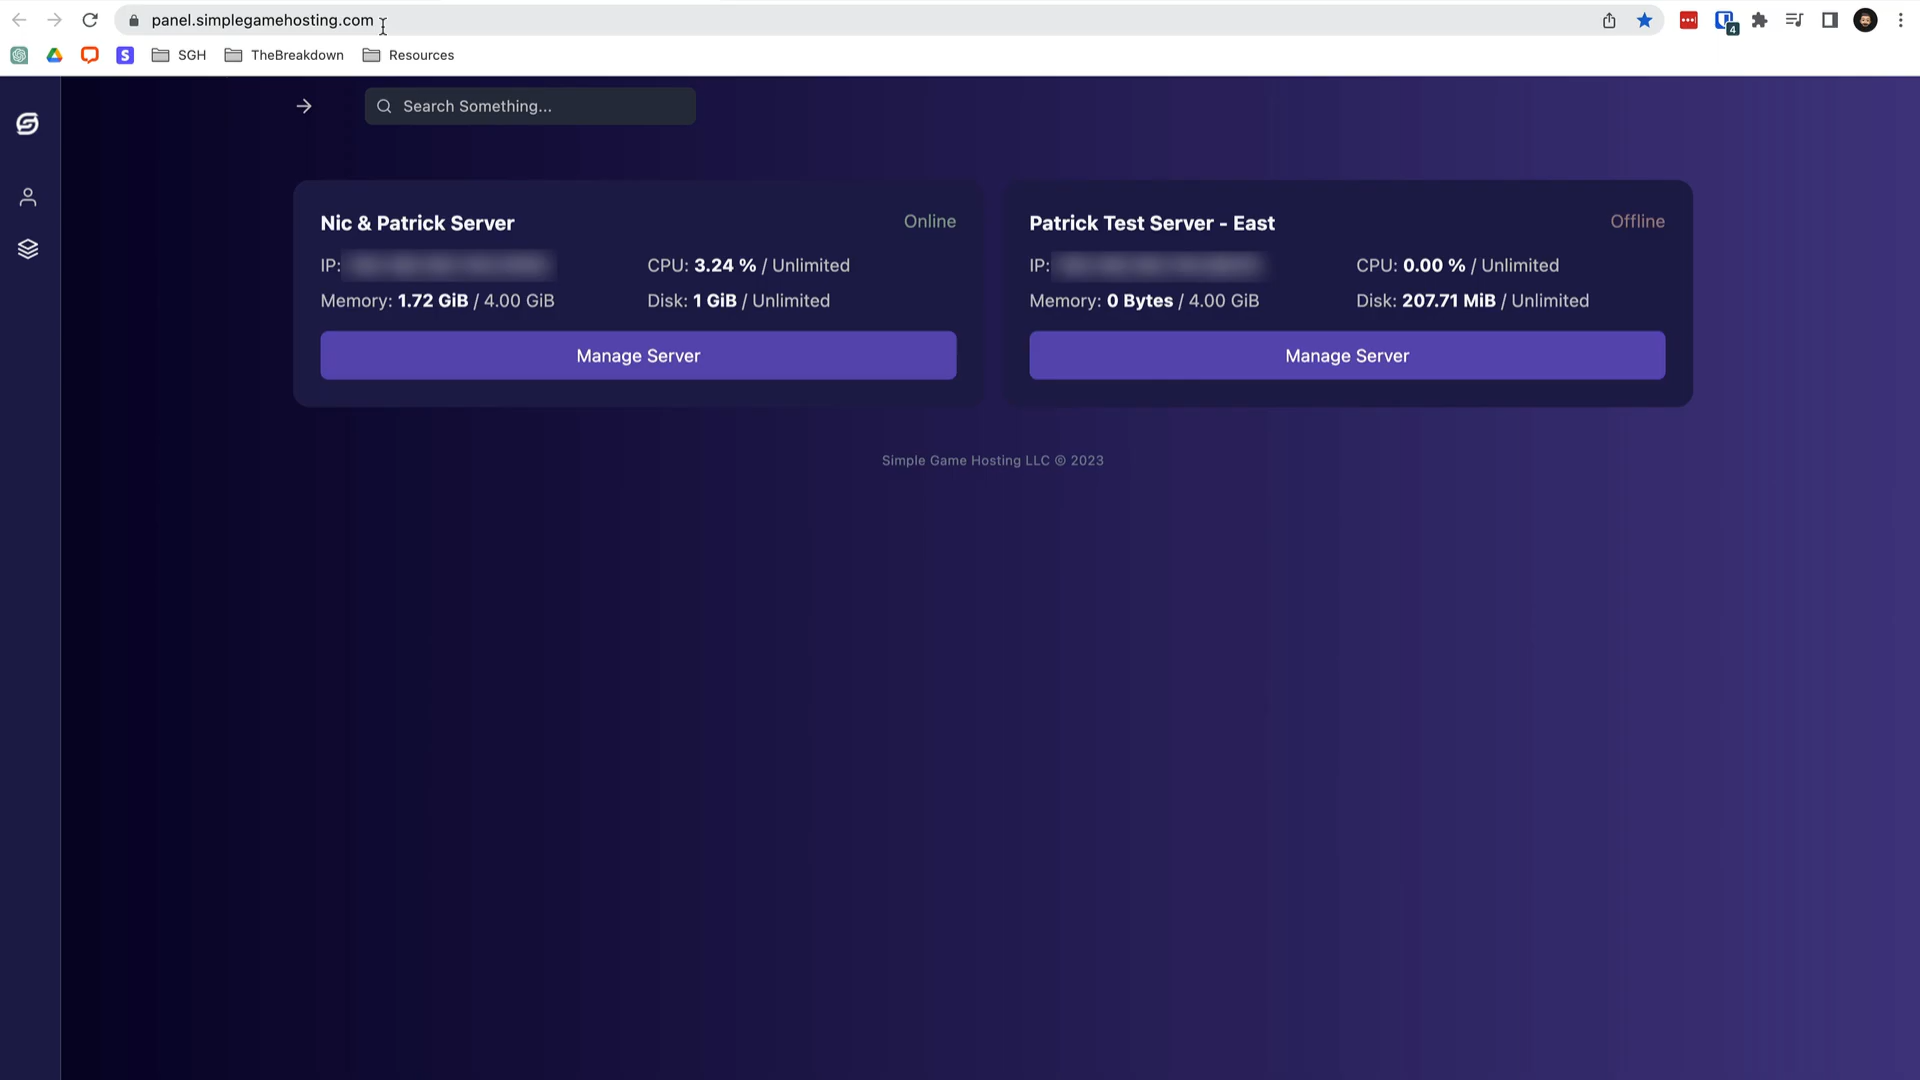 panel.simplegamehosting.com
4
S
SGH
TheBreakdown
Resources
Search Something...
Nic & Patrick Server
Online
IP:
CPU: 3.24 % / Unlimited
Memory: 1.72 GiB / 4.00 GiB
Disk: 1 GiB / Unlimited
Manage Server
Patrick Test Server - East
Offline
IP:
CPU: 0.00 % / Unlimited
Memory: 0 Bytes / 4.00 GiB
Disk: 207.71 MiB / Unlimited
Manage Server
Simple Game Hosting LLC © 2023